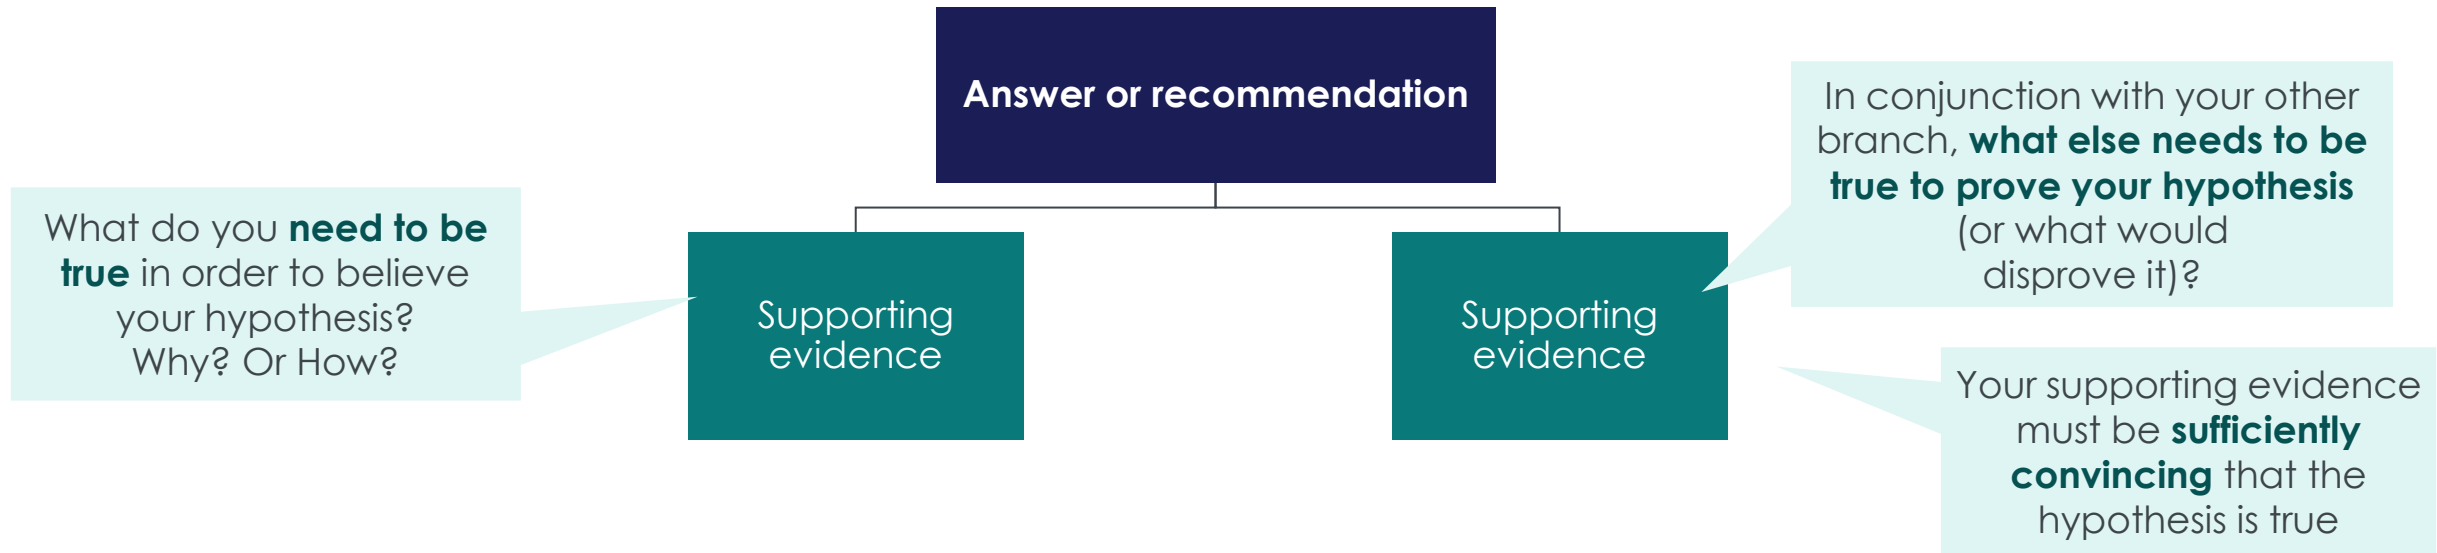 Answer or recommendation
What do you need to be
true in order to believe
your hypothesis?
Why? Or How?
Supporting
evidence
Supporting
evidence
In conjunction with your other
branch, what else needs to be
true to prove your hypothesis
(or what would
disprove it)?
Your supporting evidence
must be sufficiently
convincing that the
hypothesis is true